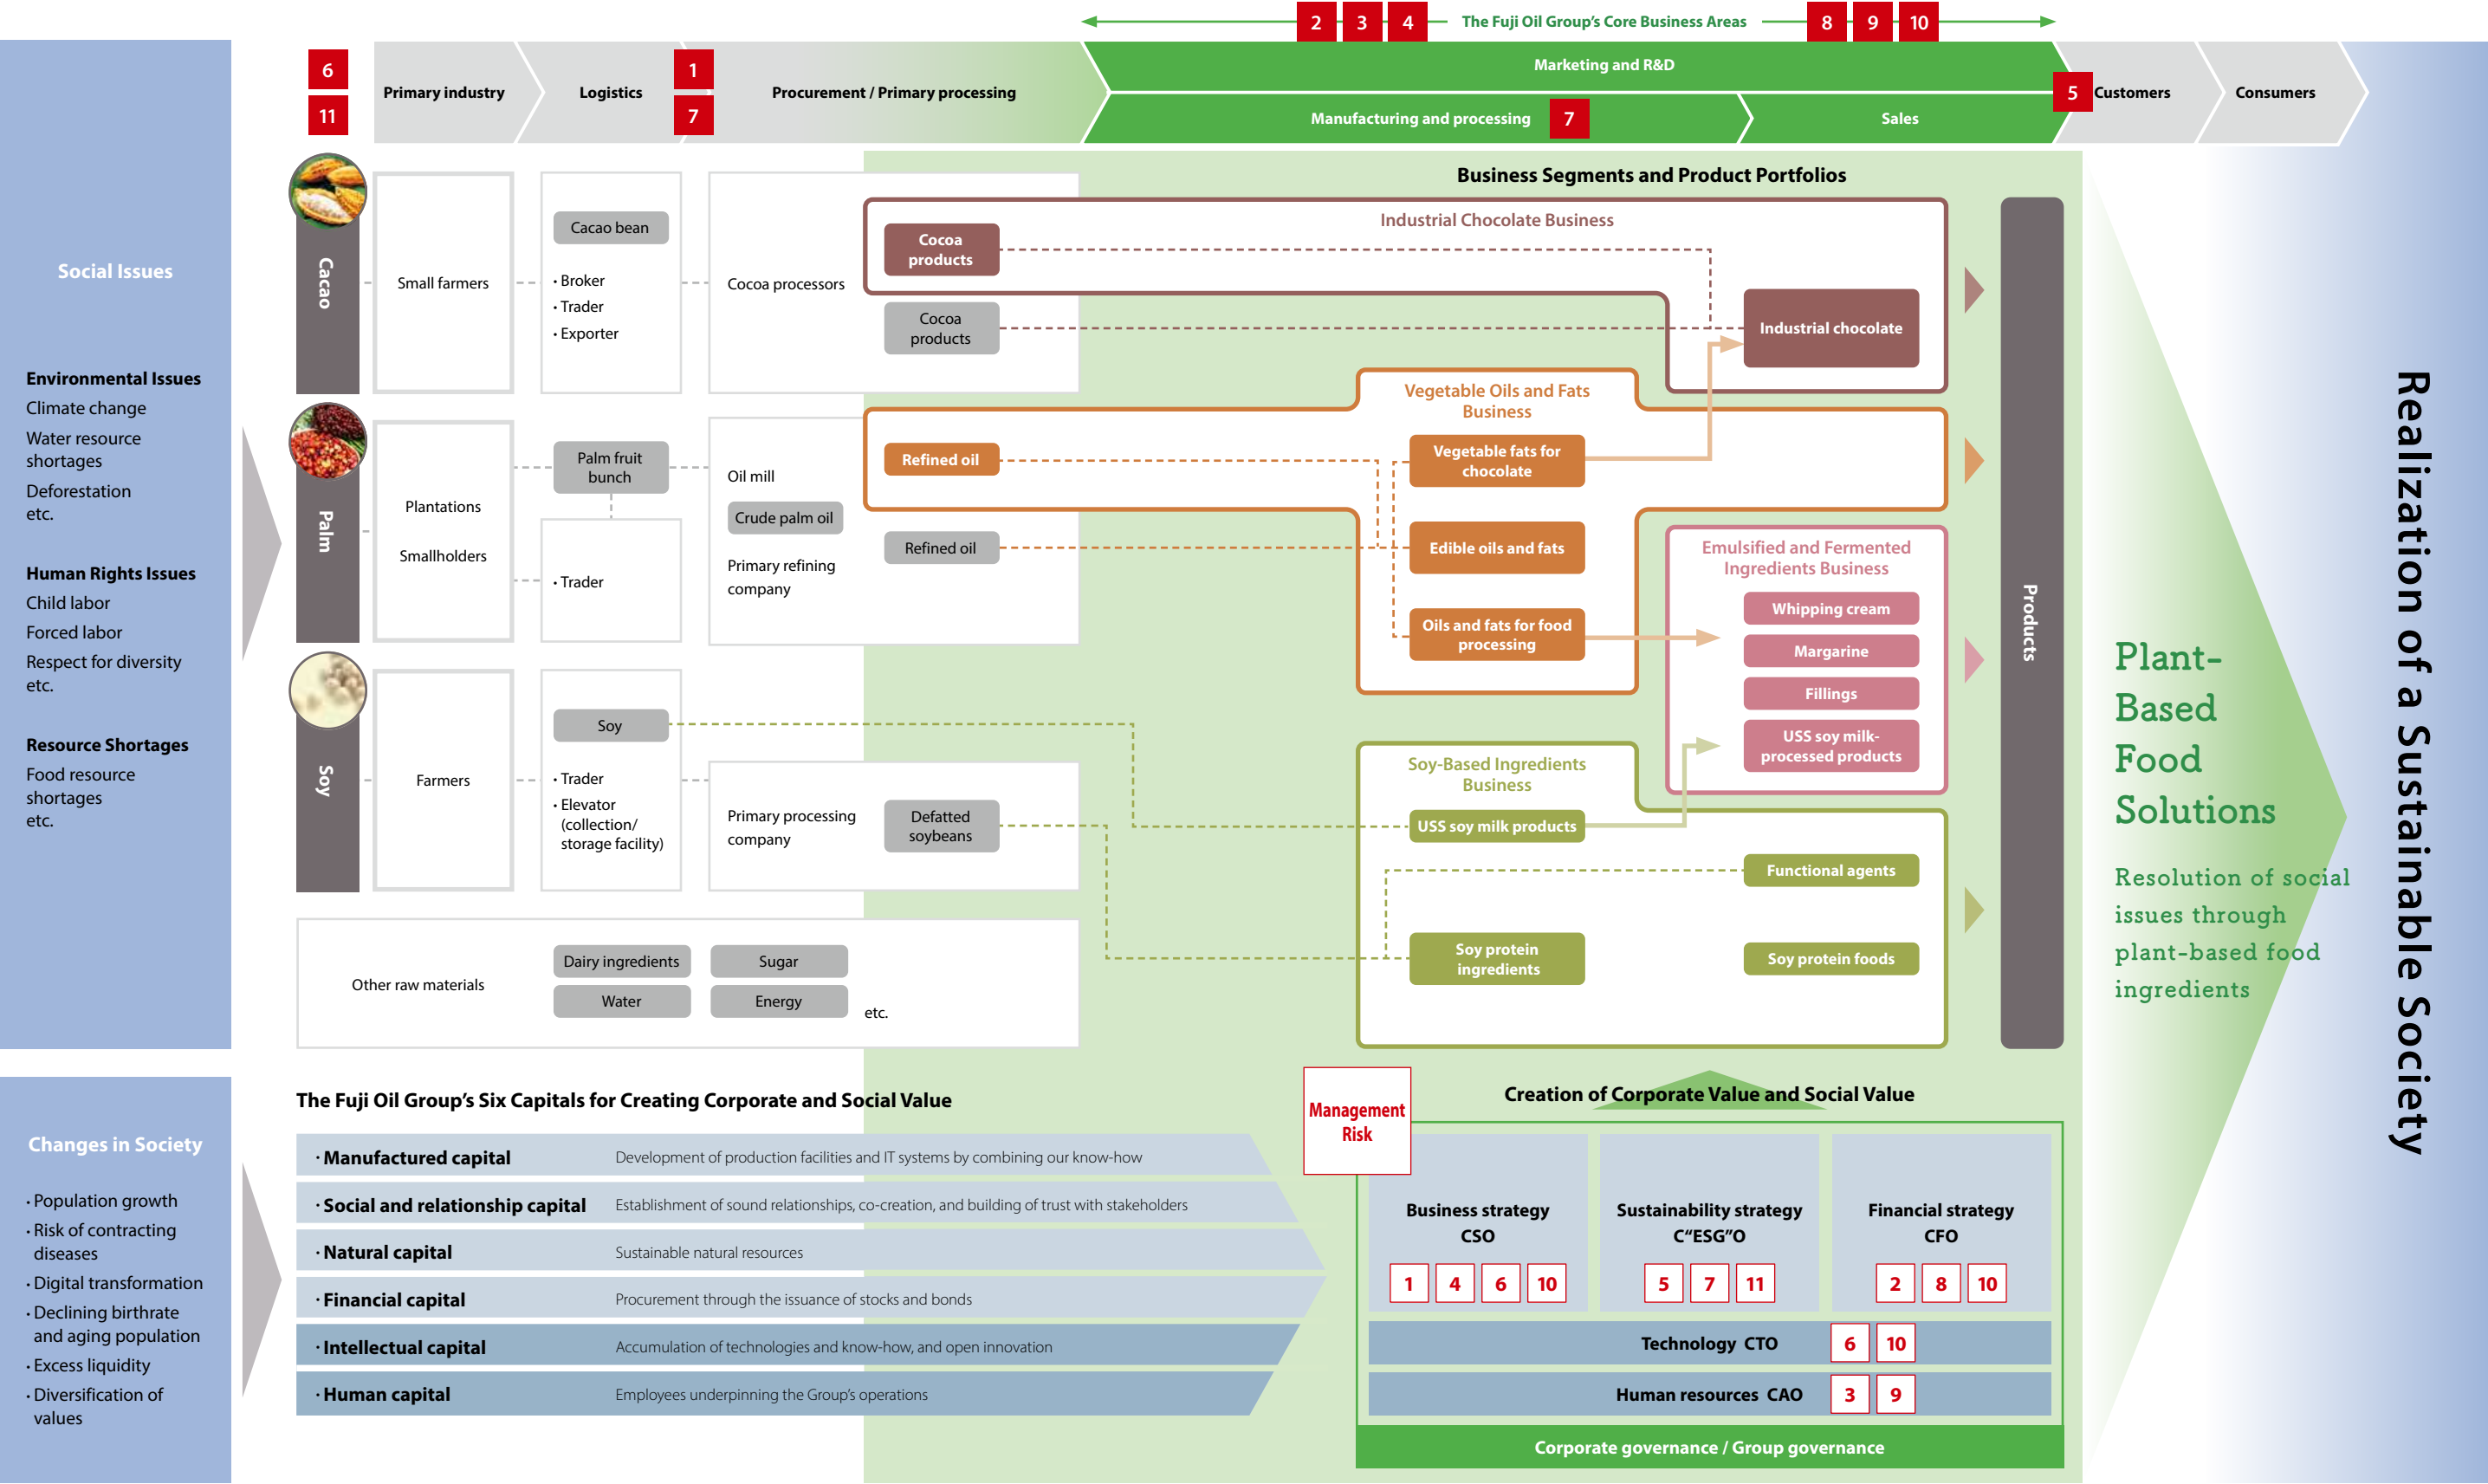 2 3 4 The Fuji Oil Group's Core Business Areas 8 9 10
6
11
Primary industry
Logistics
1
7
Procurement / Primary processing
Marketing and R&D
Manufacturing and processing 7
Sales
5
Customers
Consumers
Social Issues
Environmental Issues
Climate change
Water resource
shortages
Deforestation
etc.
Human Rights Issues
Child labor
Forced labor
Respect for diversity
etc.
Resource Shortages
Food resource
shortages
etc.
Changes in Society
· Population growth
· Risk of contracting
diseases
· Digital transformation
· Declining birthrate
and aging population
· Excess liquidity
· Diversification of
values
Cacao
Small farmers
Cacao bean
· Broker
· Trader
· Exporter
Cocoa processors
Business Segments and Product Portfolios
Industrial Chocolate Business
Cocoa
products
Cocoa
products
Industrial chocolate
Palm
Plantations
Smallholders
Palm fruit
bunch
· Trader
Oil mill
Crude palm oil
Primary refining
company
Refined oil
Refined oil
Vegetable Oils and Fats
Business
Vegetable fats for
chocolate
Edible oils and fats
Oils and fats for food
processing
Emulsified and Fermented
Ingredients Business
Whipping cream
Margarine
Fillings
USS soy milk-
processed products
Soy
Farmers
Soy
· Trader
· Elevator
(collection/
storage facility)
Primary processing
company
Defatted
soybeans
Soy-Based Ingredients
Business
USS soy milk products
Functional agents
Soy protein
ingredients
Soy protein foods
Products
Other raw materials
Dairy ingredients
Sugar
Water
Energy
etc.
The Fuji Oil Group's Six Capitals for Creating Corporate and Social Value
· Manufactured capital Development of production facilities and IT systems by combining our know-how
· Social and relationship capital Establishment of sound relationships, co-creation, and building of trust with stakeholders
· Natural capital Sustainable natural resources
· Financial capital Procurement through the issuance of stocks and bonds
· Intellectual capital Accumulation of technologies and know-how, and open innovation
· Human capital Employees underpinning the Group's operations
Management
Risk
Creation of Corporate Value and Social Value
Business strategy
CSO
1 4 6 10
Sustainability strategy
C“ESG”O
5 7 11
Financial strategy
CFO
2 8 10
Technology CTO 6 10
Human resources CAO 3 9
Corporate governance / Group governance
Plant-
Based
Food
Solutions
Resolution of social
issues through
plant-based food
ingredients
Realization of a Sustainable Society